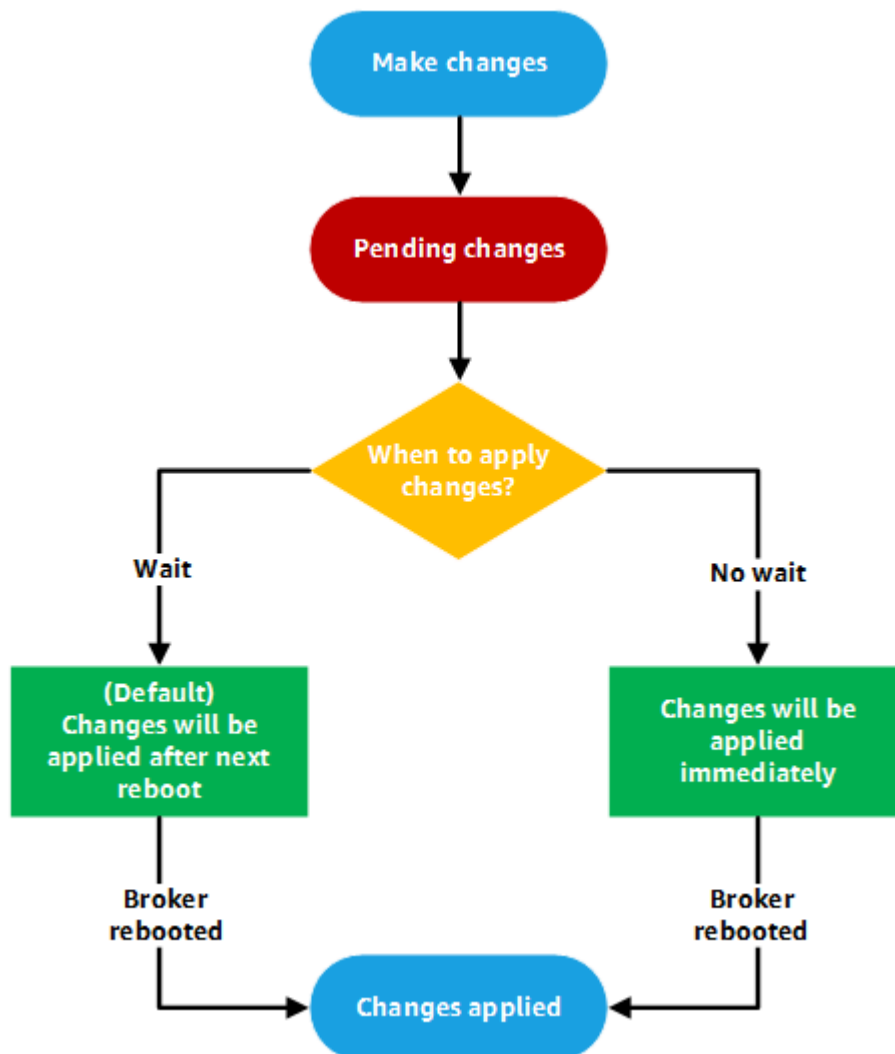 Make changes
Pending changes
When to apply
changes?
Wait
No wait
(Default)
Changes will be
applied after next
reboot
Changes will be
applied
immediately
Broker
rebooted
Broker
rebooted
Changes applied